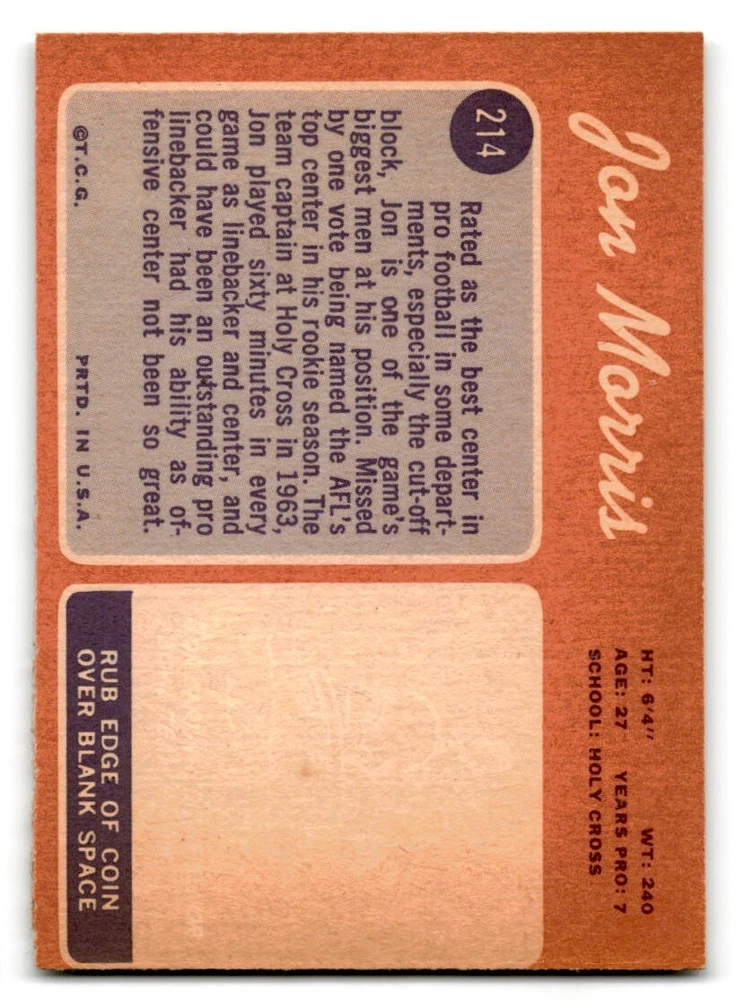 Jon Morris
HT: 6'4" WT: 240
AGE: 27 YEARS PRO: 7
SCHOOL: HOLY CROSS
214
Rated as the best center in
pro football in some depart-
ments, especially the cut-off
block, Jon is one of the game's
biggest men at his position. Missed
by one vote being named the AFL's
top center in his rookie season. The
team captain at Holy Cross in 1963,
Jon played sixty minutes in every
game as linebacker and center, and
could have been an outstanding pro
linebacker had his ability as of-
fensive center not been so great.
©T.C.G. PRTD. IN U.S.A.
RUB EDGE OF COIN
OVER BLANK SPACE